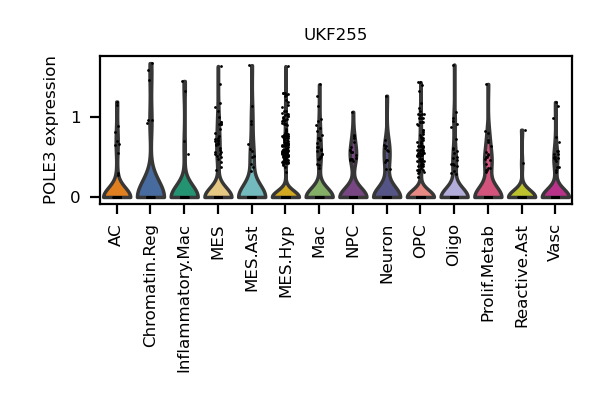 UKF255
POLE3 expression
1
0
AC
Chromatin.Reg
Inflammatory.Mac
MES
MES.Ast
MES.Hyp
Mac
NPC
Neuron
OPC
Oligo
Prolif.Metab
Reactive.Ast
Vasc